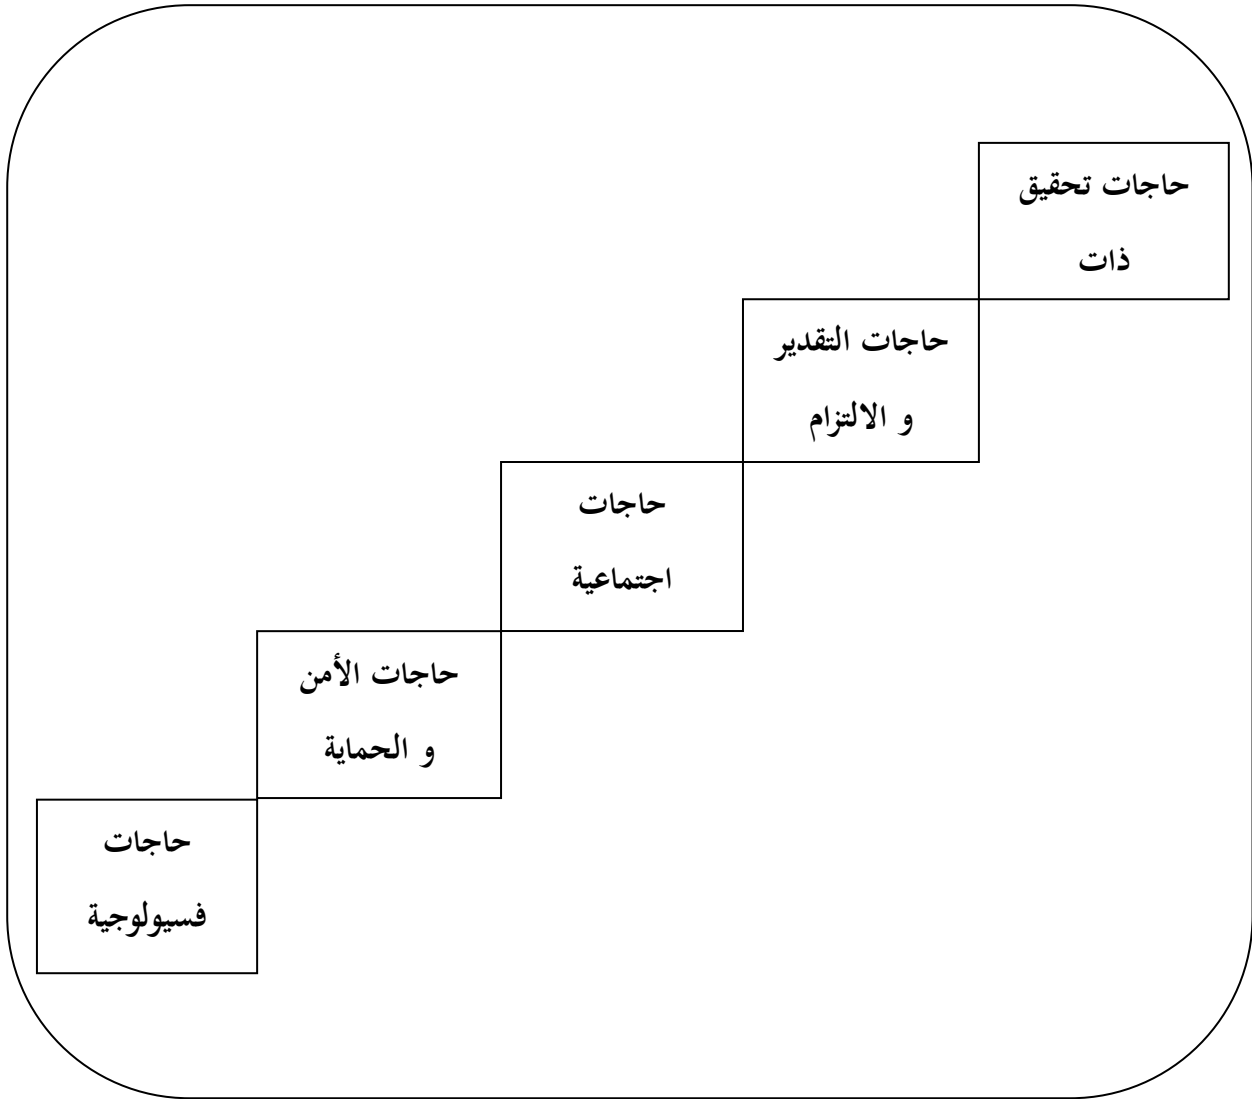 حاجات تحقيق
ذات
حاجات التقدير
و الالتزام
حاجات
اجتماعية
حاجات الأمن
و الحماية
حاجات
فسيولوجية